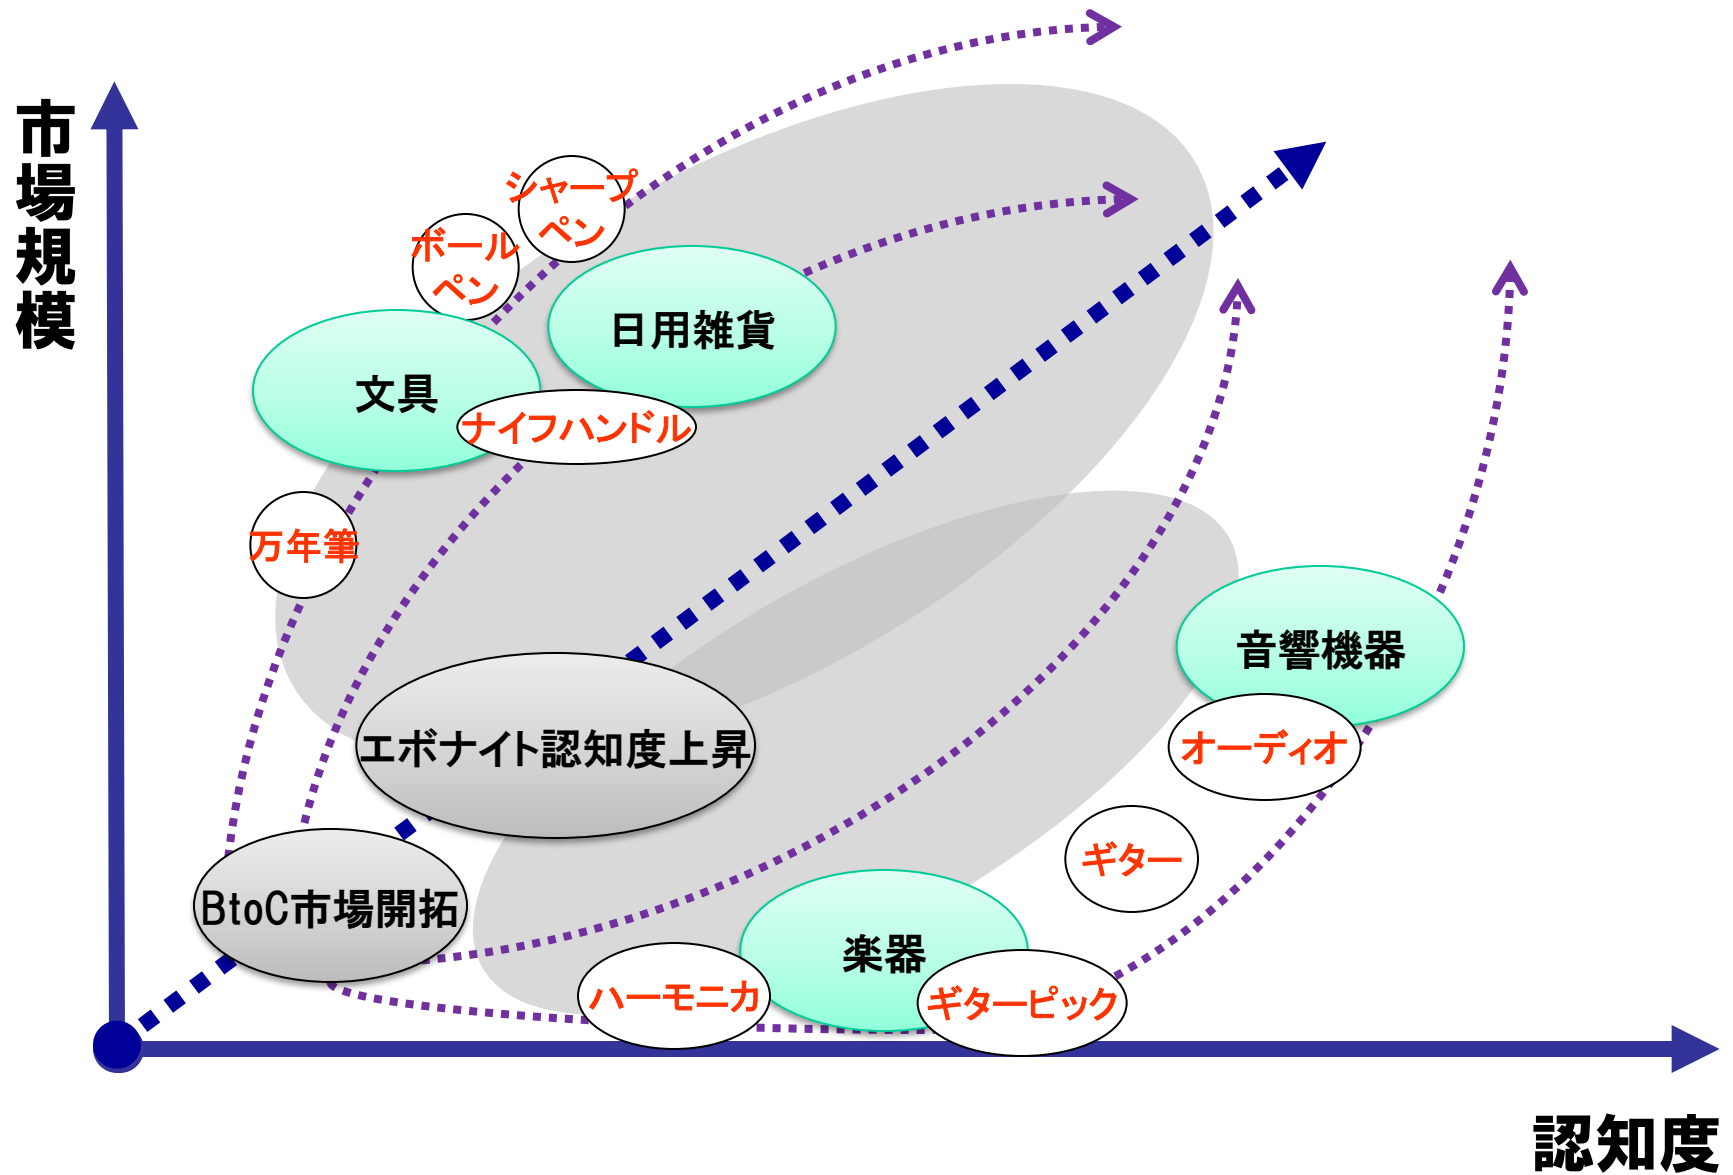 市場規模
シャープ
ペン
ボール
ペン
日用雑貨
文具
ナイフハンドル
万年筆
音響機器
エボナイト認知度上昇
オーディオ
ギター
BtoC市場開拓
楽器
ハーモニカ
ギターピック
認知度